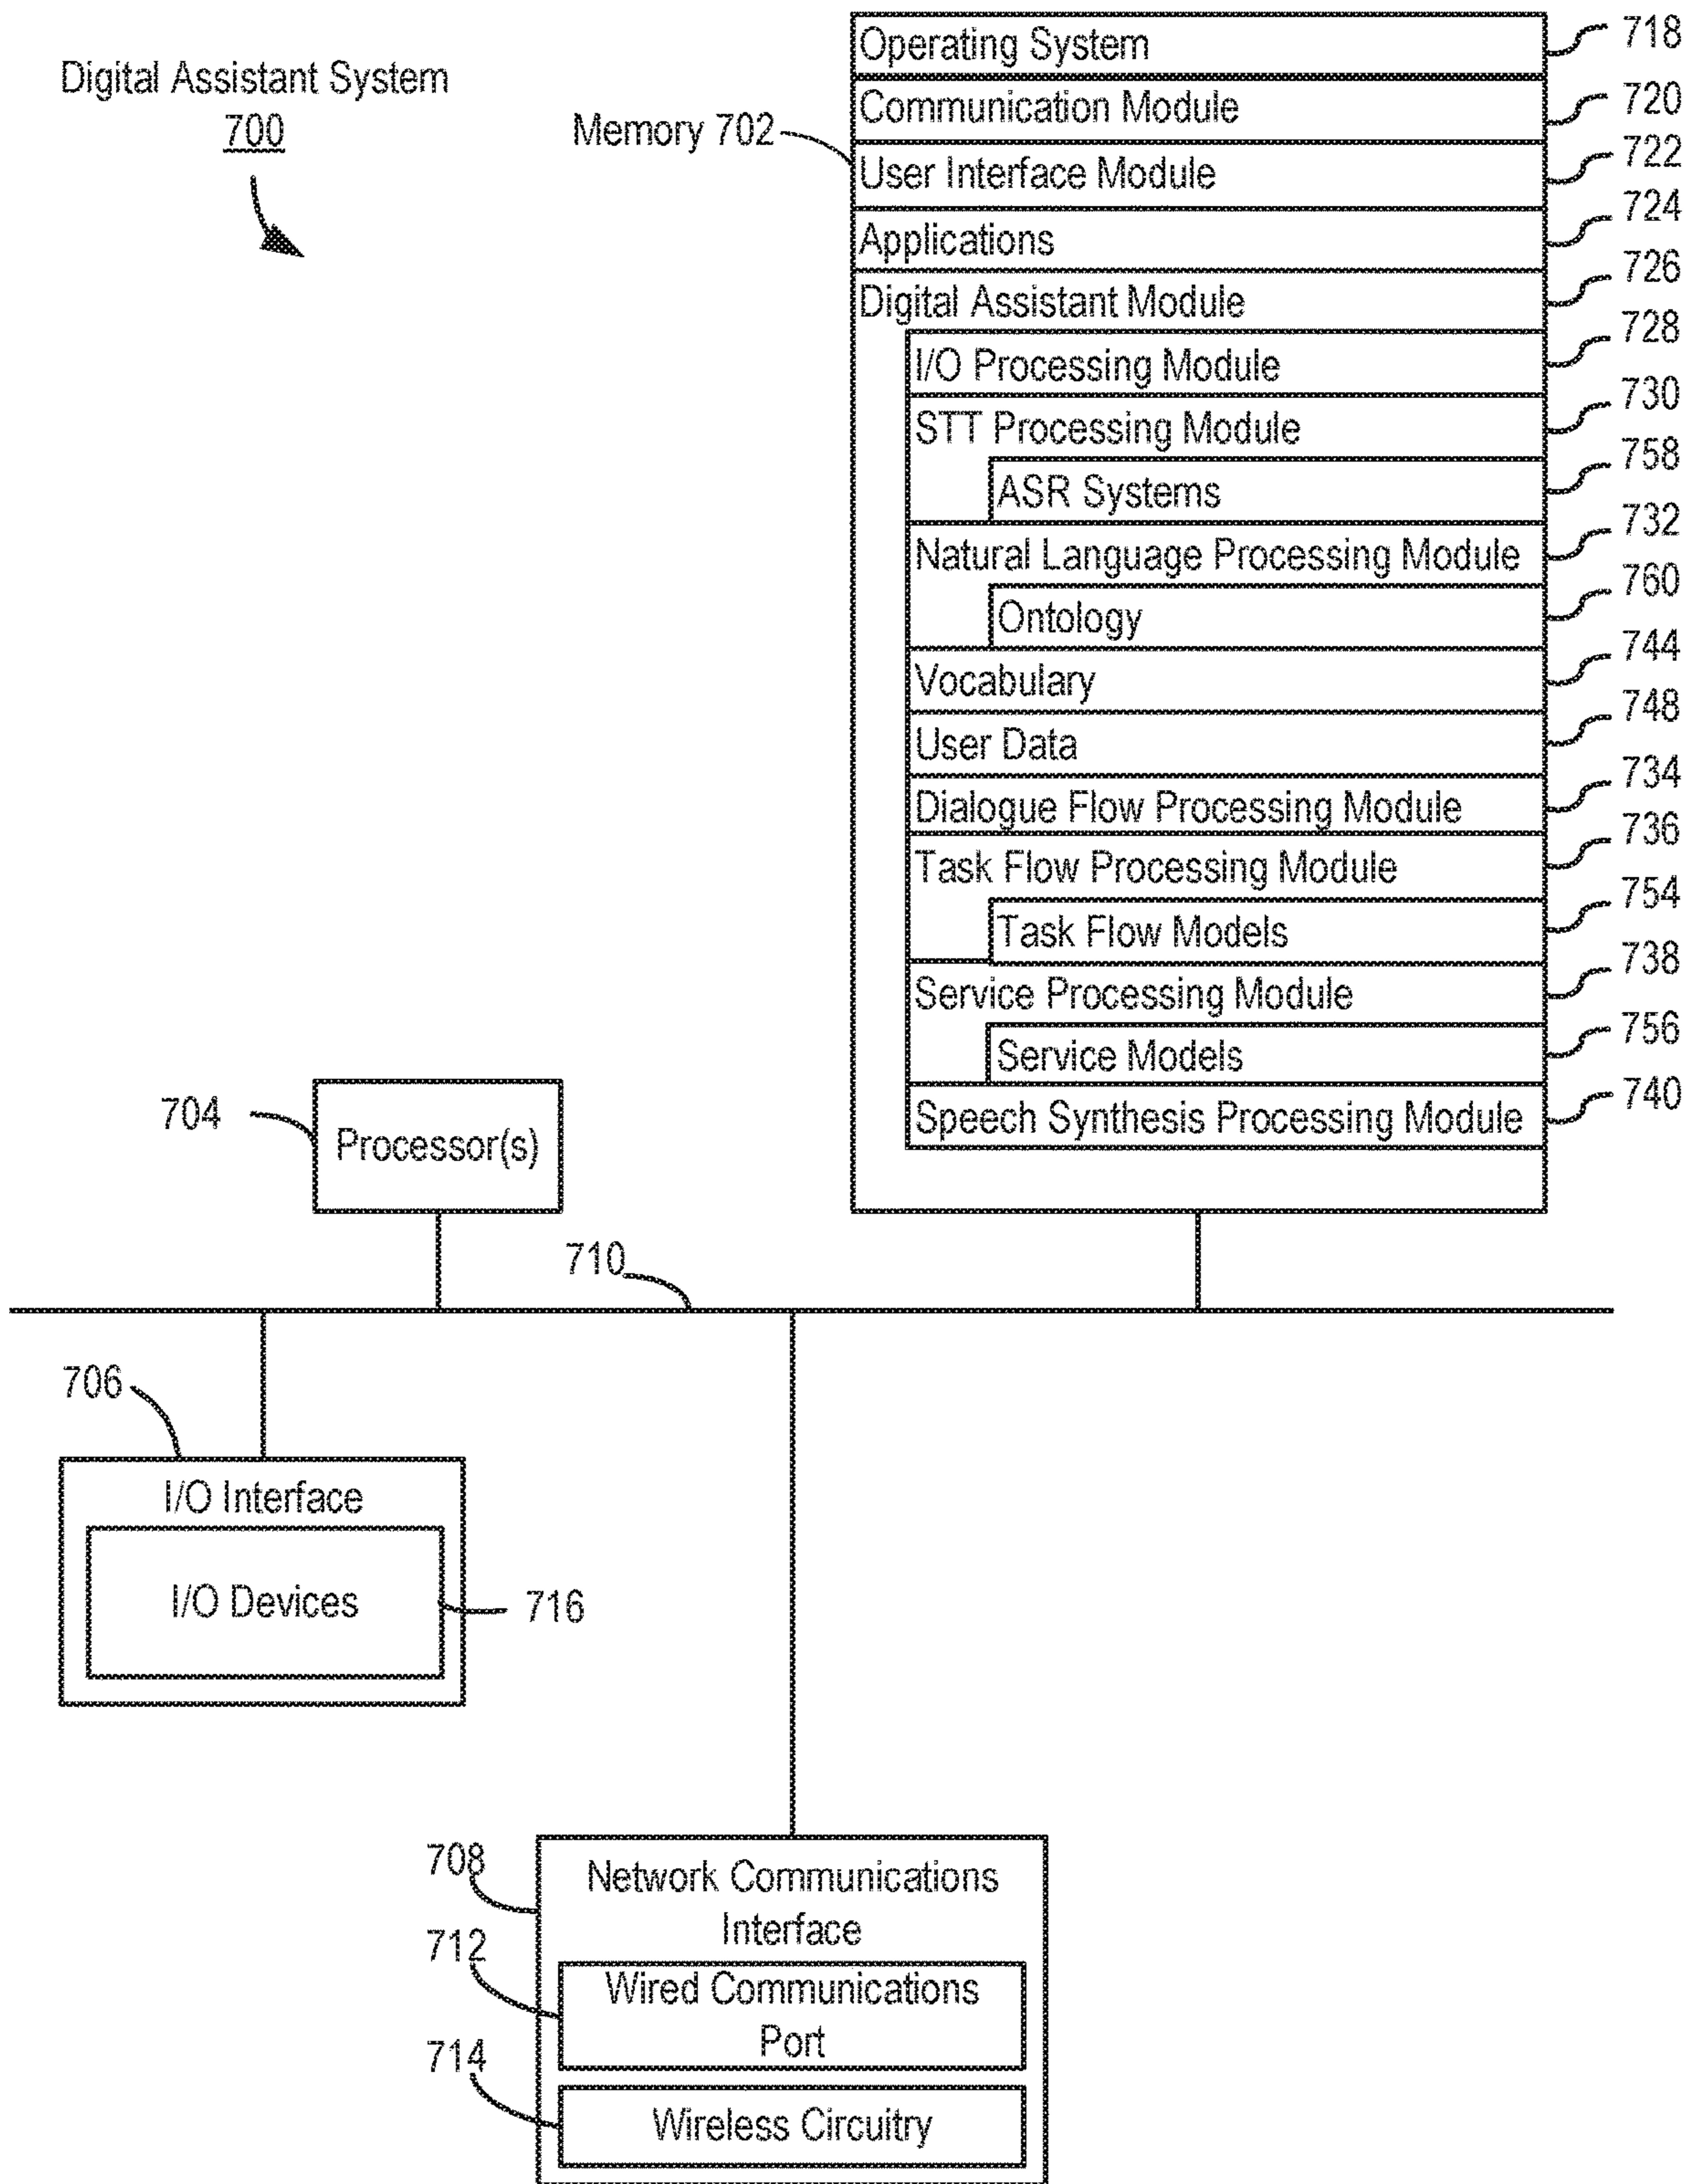 Digital Assistant System
700
Memory 702
Operating System 718
Communication Module 720
User Interface Module 722
Applications 724
Digital Assistant Module 726
I/O Processing Module 728
STT Processing Module 730
ASR Systems 758
Natural Language Processing Module 732
Ontology 760
Vocabulary 744
User Data 748
Dialogue Flow Processing Module 734
Task Flow Processing Module 736
Task Flow Models 754
Service Processing Module 738
Service Models 756
Speech Synthesis Processing Module 740
704
Processor(s)
710
706
I/O Interface
I/O Devices
716
708
Network Communications
Interface
712
Wired Communications
Port
714
Wireless Circuitry